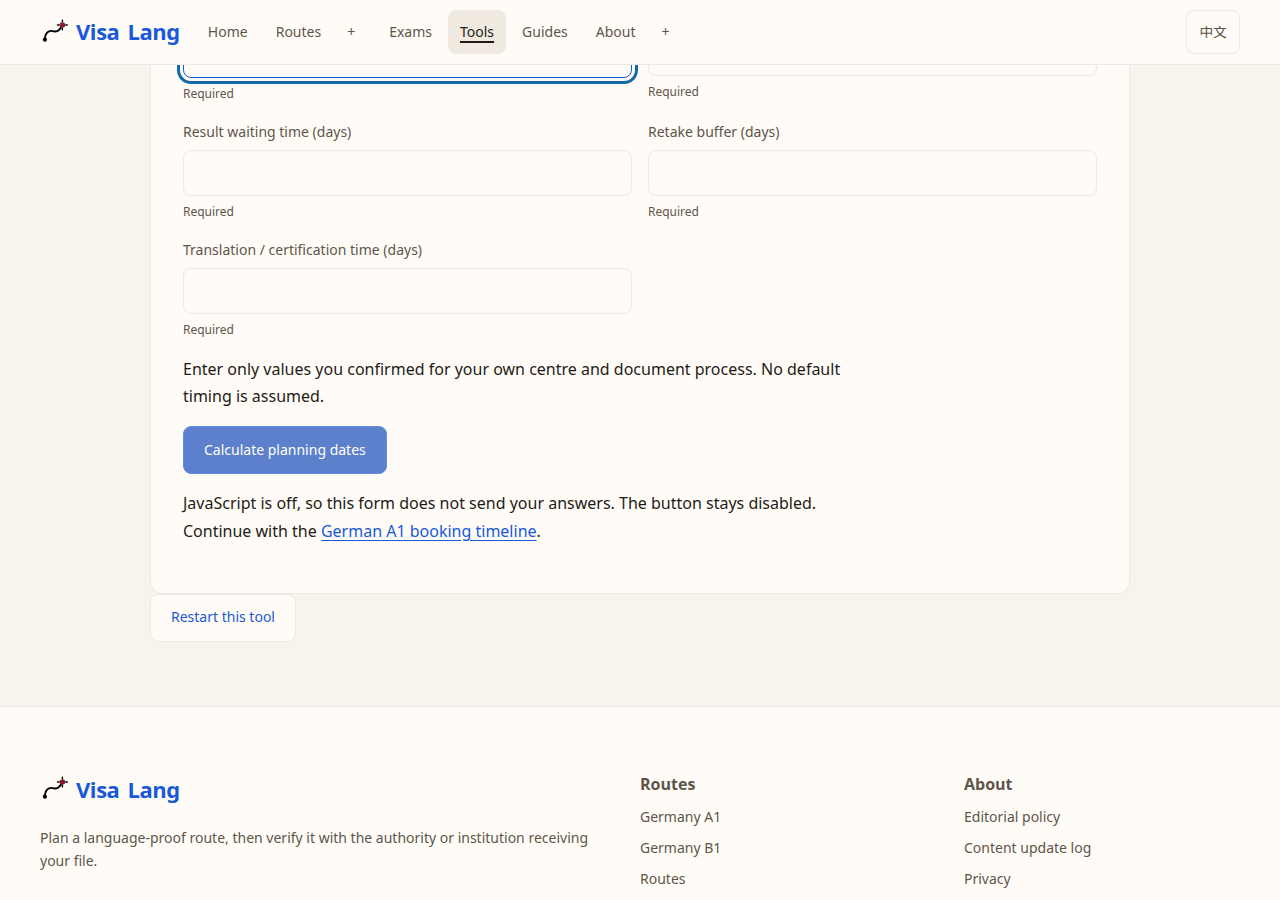 Visa Lang
Home
Routes
+
Exams
Tools
Guides
About
+
中文
Required
Required
Result waiting time (days)
Retake buffer (days)
Required
Required
Translation / certification time (days)
Required
Enter only values you confirmed for your own centre and document process. No default
timing is assumed.
Calculate planning dates
JavaScript is off, so this form does not send your answers. The button stays disabled.
Continue with the German A1 booking timeline.
Restart this tool
Visa Lang
Plan a language-proof route, then verify it with the authority or institution receiving
your file.
Routes
Germany A1
Germany B1
Routes
About
Editorial policy
Content update log
Privacy